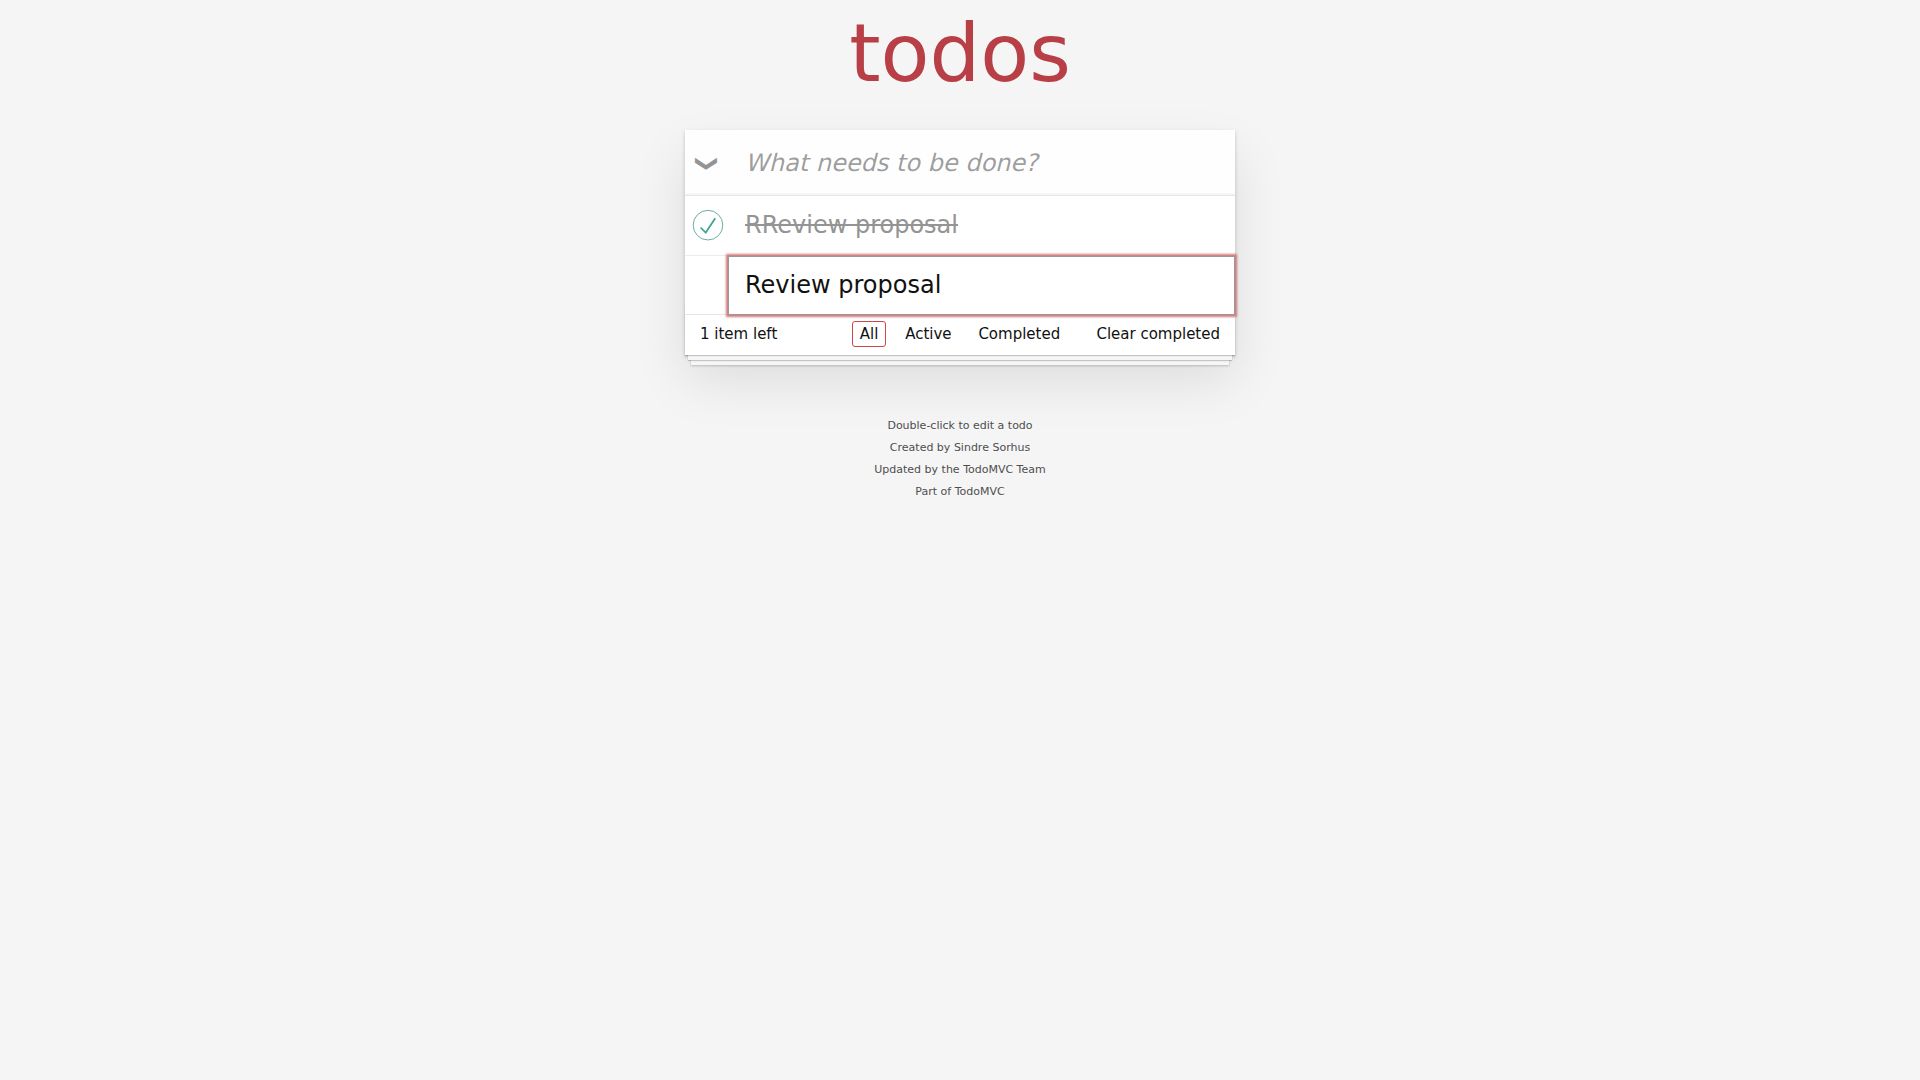 todos
What needs to be done?
RReview proposal
Review proposal
1 item left All Active Completed Clear completed
Double-click to edit a todo
Created by Sindre Sorhus
Updated by the TodoMVC Team
Part of TodoMVC